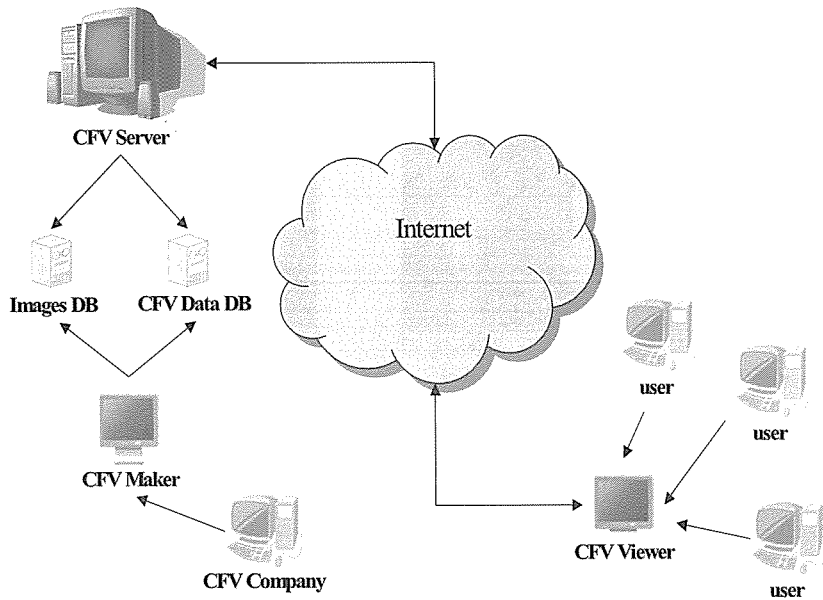 CFV Server
Internet
Images DB
CFV Data DB
user
user
CFV Maker
CFV Viewer
CFV Company
user